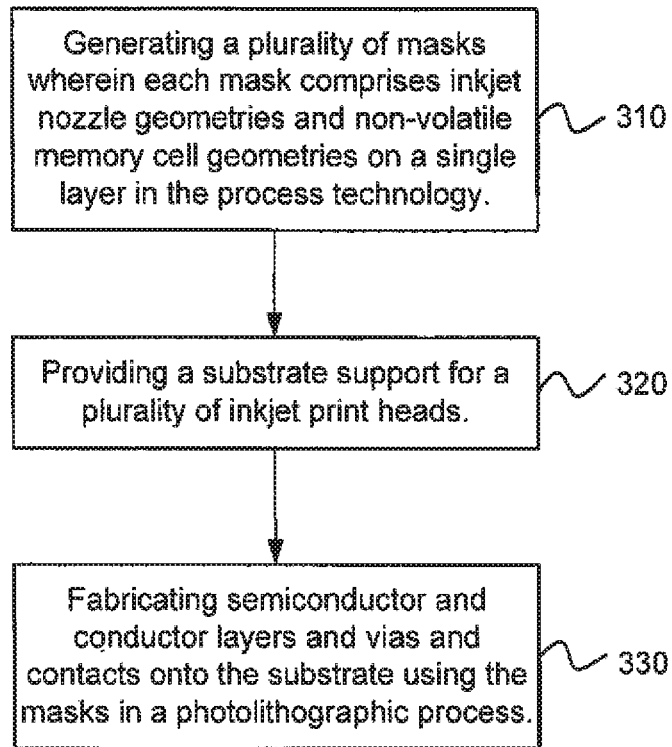 Generating a plurality of masks
wherein each mask comprises inkjet
nozzle geometries and non-volatile
memory cell geometries on a single
layer in the process technology.
310
Providing a substrate support for a
plurality of inkjet print heads.
320
Fabricating semiconductor and
conductor layers and vias and
contacts onto the substrate using the
masks in a photolithographic process.
330